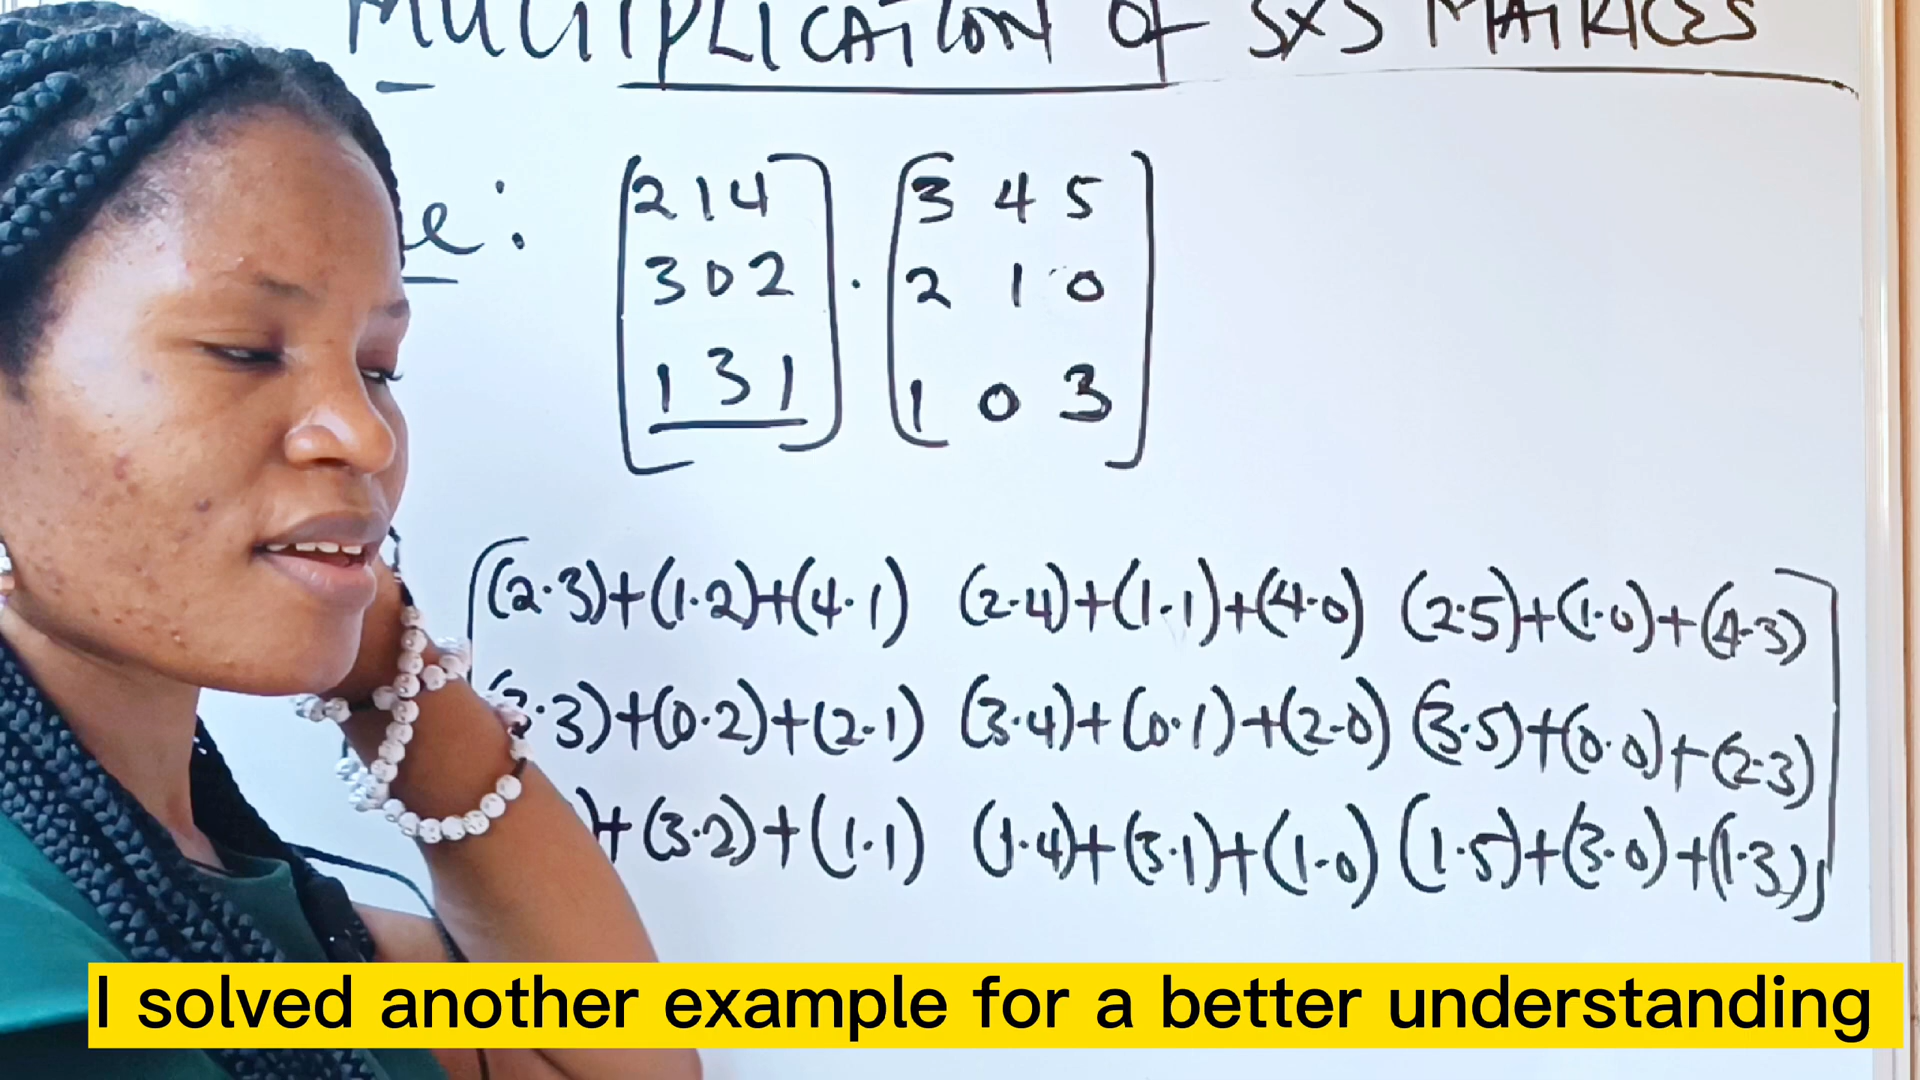 MULTIPLICATION OF 3X3 MATRICES
e:
[2 1 4] · [3 4 5]
[3 0 2] [2 1 0]
[1 3 1] [1 0 3]
(2·3)+(1·2)+(4·1) (2·4)+(1·1)+(4·0) (2·5)+(1·0)+(4·3)
(3·3)+(0·2)+(2·1) (3·4)+(0·1)+(2·0) (3·5)+(0·0)+(2·3)
)+(3·2)+(1·1) (1·4)+(3·1)+(1·0) (1·5)+(3·0)+(1·3)
I solved another example for a better understanding